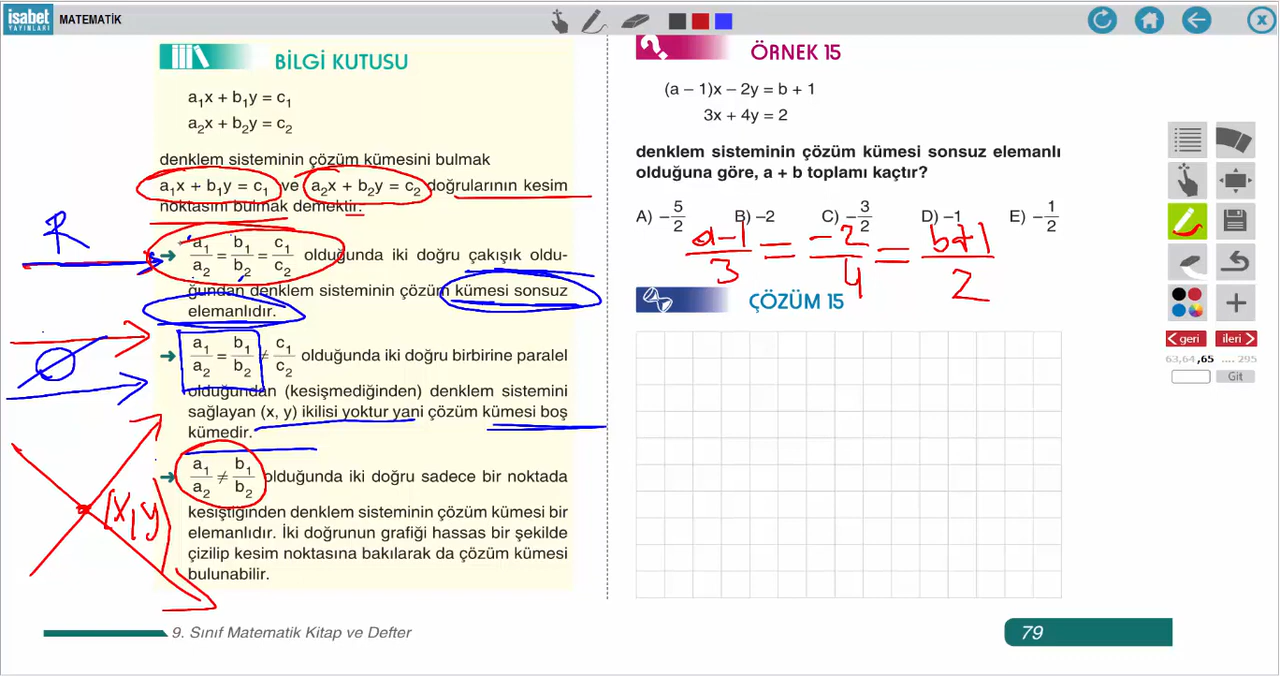 isabet
YAYINLARI
MATEMATİK
BİLGİ KUTUSU
a₁x + b₁y = c₁
a₂x + b₂y = c₂
denklem sisteminin çözüm kümesini bulmak
a₁x + b₁y = c₁ ve a₂x + b₂y = c₂ doğrularının kesim
noktasını bulmak demektir.
R
a₁/a₂ = b₁/b₂ = c₁/c₂ olduğunda iki doğru çakışık oldu-
ğundan denklem sisteminin çözüm kümesi sonsuz
elemanlıdır.
a₁/a₂ = b₁/b₂ ≠ c₁/c₂ olduğunda iki doğru birbirine paralel
olduğundan (kesişmediğinden) denklem sistemini
sağlayan (x, y) ikilisi yoktur yani çözüm kümesi boş
kümedir.
a₁/a₂ ≠ b₁/b₂ olduğunda iki doğru sadece bir noktada
kesiştiğinden denklem sisteminin çözüm kümesi bir
elemanlıdır. İki doğrunun grafiği hassas bir şekilde
çizilip kesim noktasına bakılarak da çözüm kümesi
bulunabilir.
(x,y)
9. Sınıf Matematik Kitap ve Defter
?
ÖRNEK 15
(a – 1)x – 2y = b + 1
3x + 4y = 2
denklem sisteminin çözüm kümesi sonsuz elemanlı
olduğuna göre, a + b toplamı kaçtır?
A) –5/2 B) –2 C) –3/2 D) –1 E) –1/2
a–1/3 = –2/4 = b+1/2
ÇÖZÜM 15
79
geri ileri
63,64,65 .... 295
Git